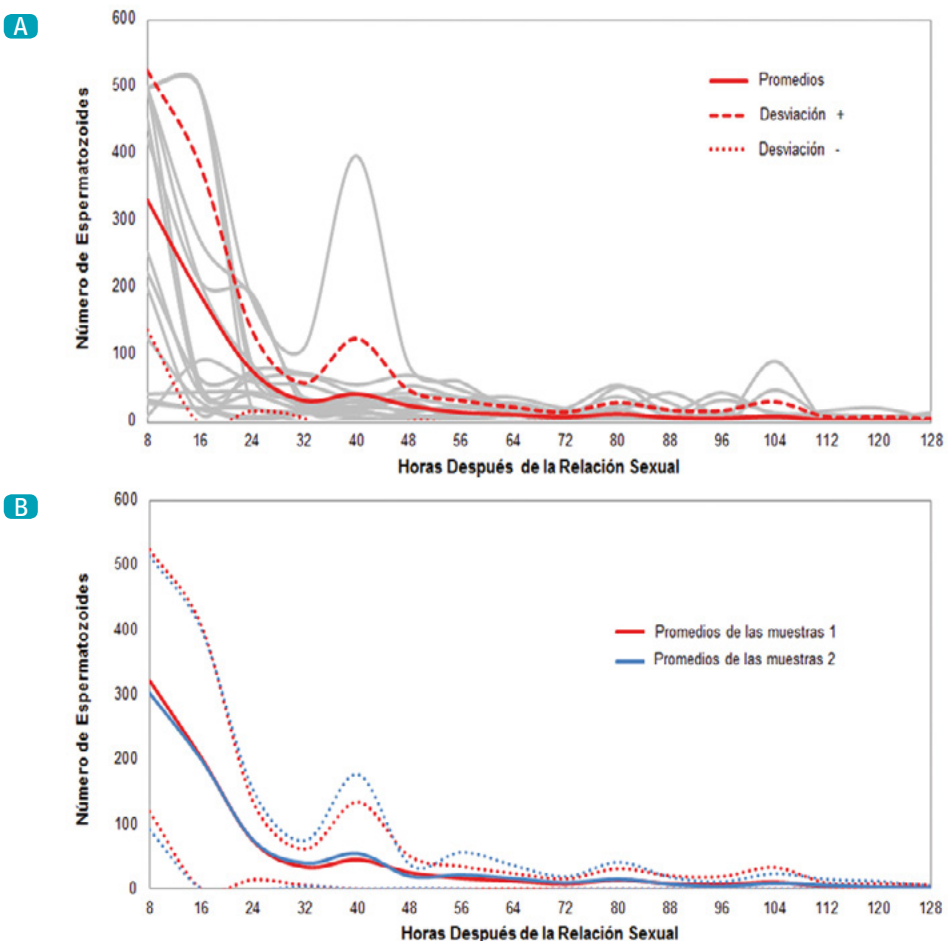 A
600
500
400
300
200
100
0
Número de Espermatozoides
Promedios
Desviación +
Desviación -
8 16 24 32 40 48 56 64 72 80 88 96 104 112 120 128
Horas Después de la Relación Sexual
B
600
500
400
300
200
100
0
Número de Espermatozoides
Promedios de las muestras 1
Promedios de las muestras 2
8 16 24 32 40 48 56 64 72 80 88 96 104 112 120 128
Horas Después de la Relación Sexual